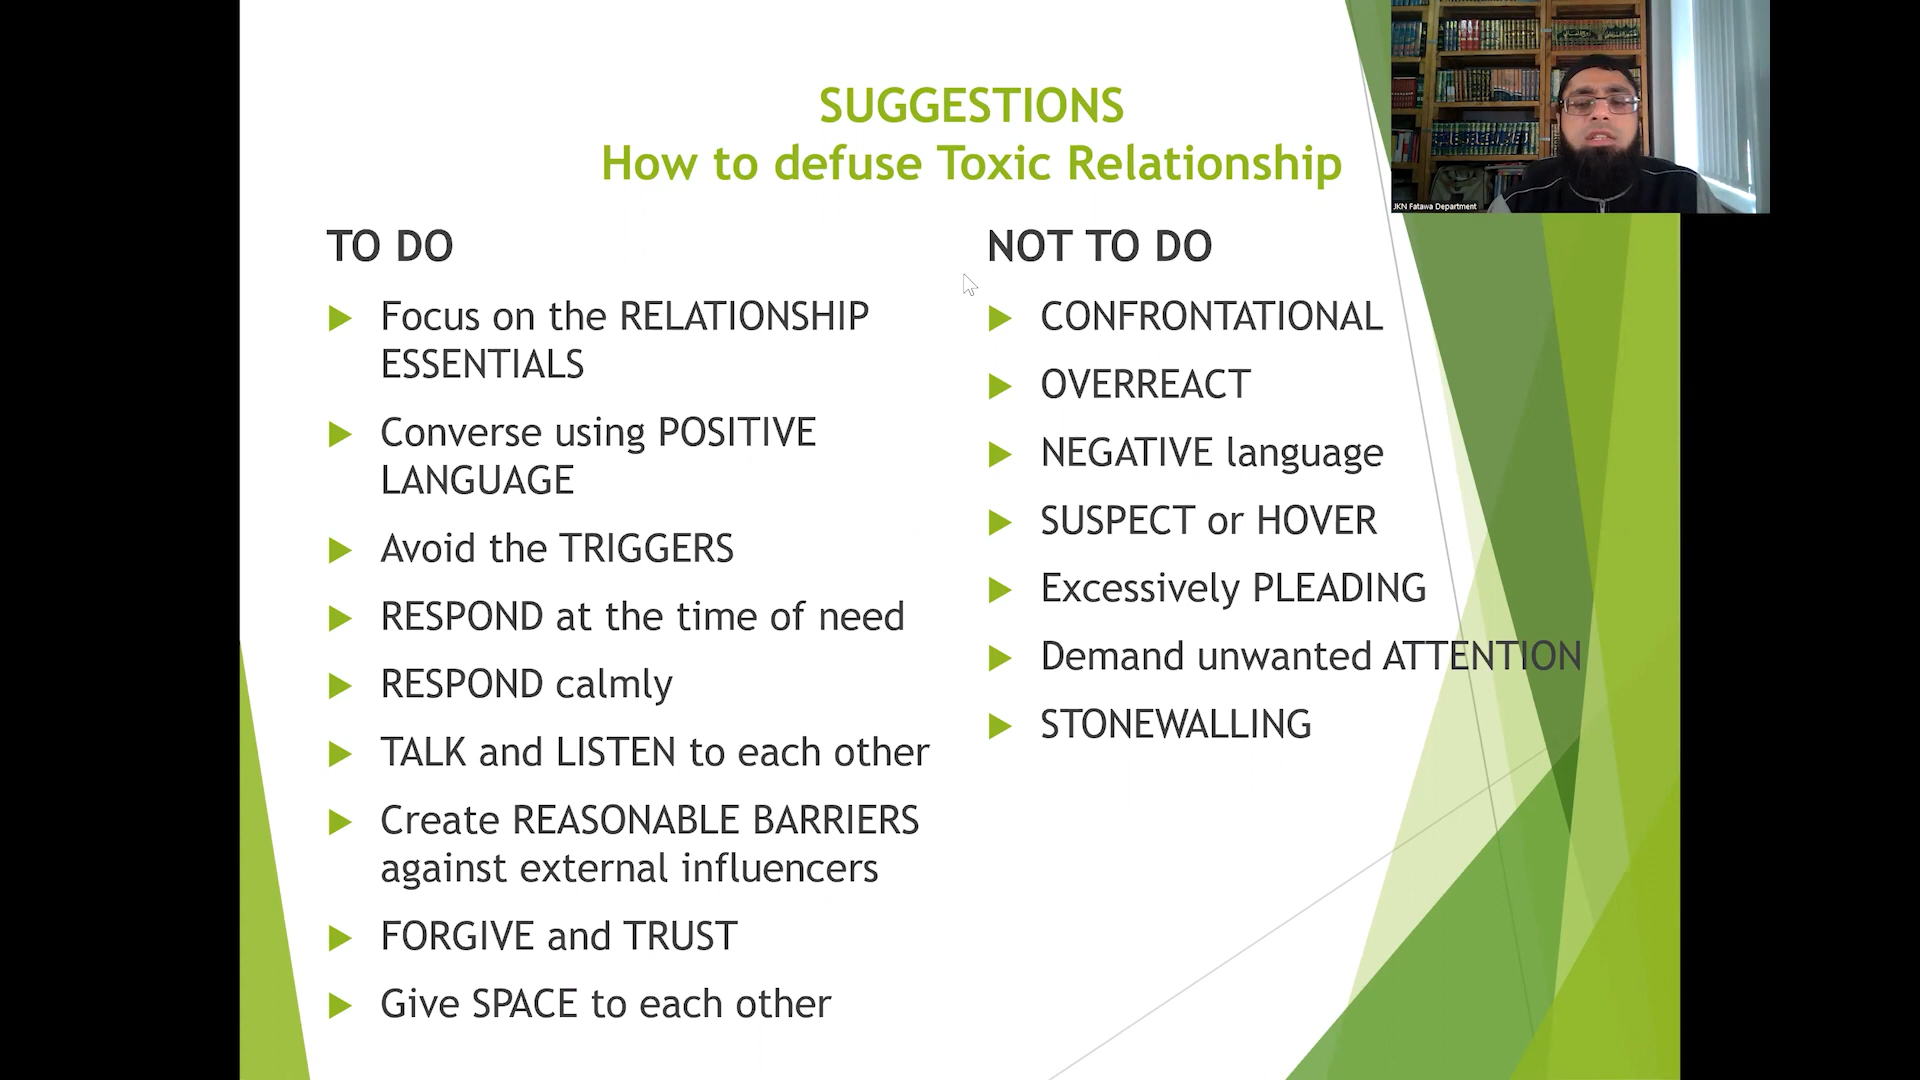 SUGGESTIONS
How to defuse Toxic Relationship
JKN Fatawa Department
TO DO
Focus on the RELATIONSHIP
ESSENTIALS
Converse using POSITIVE
LANGUAGE
Avoid the TRIGGERS
RESPOND at the time of need
RESPOND calmly
TALK and LISTEN to each other
Create REASONABLE BARRIERS
against external influencers
FORGIVE and TRUST
Give SPACE to each other
NOT TO DO
CONFRONTATIONAL
OVERREACT
NEGATIVE language
SUSPECT or HOVER
Excessively PLEADING
Demand unwanted ATTENTION
STONEWALLING